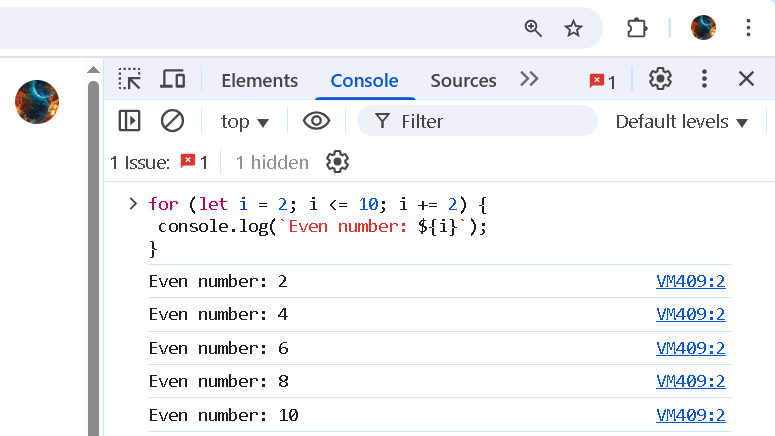 Elements Console Sources 1
top Filter Default levels
1 Issue: 1 1 hidden
for (let i = 2; i <= 10; i += 2) {
 console.log(`Even number: ${i}`);
}
Even number: 2 VM409:2
Even number: 4 VM409:2
Even number: 6 VM409:2
Even number: 8 VM409:2
Even number: 10 VM409:2